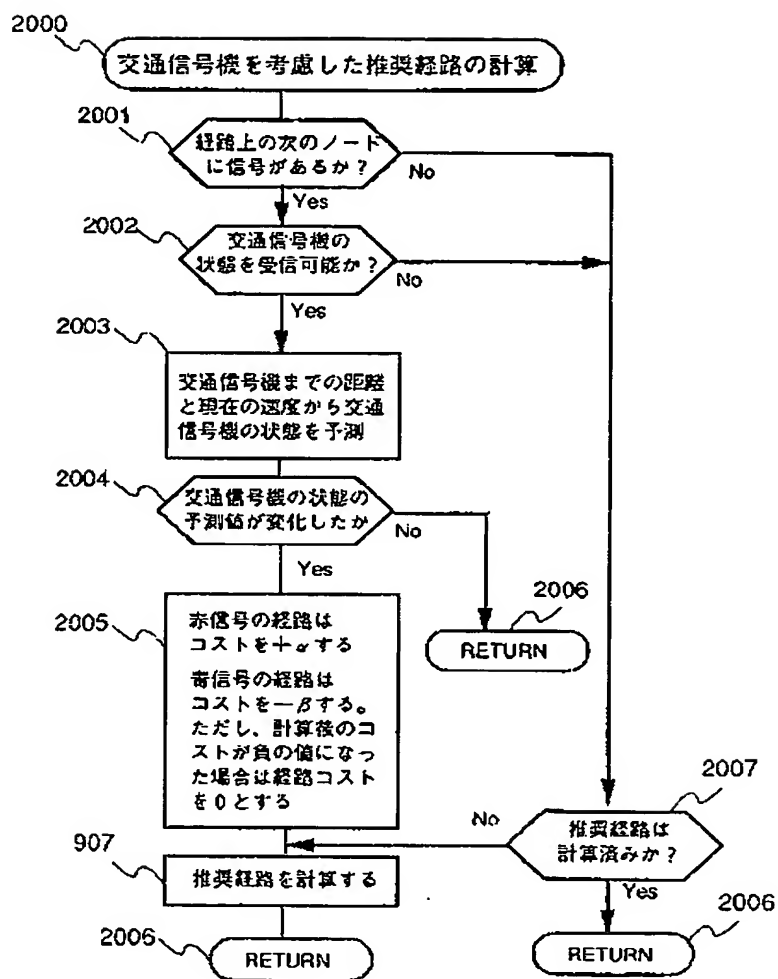 2000
交通信号機を考慮した推奨経路の計算
2001
経路上の次のノード
に信号があるか?
No
Yes
2002
交通信号機の
状態を受信可能か?
No
Yes
2003
交通信号機までの距離
と現在の速度から交通
信号機の状態を予測
2004
交通信号機の状態の
予測値が変化したか
No
Yes
2005
赤信号の経路は
コストを+αする
青信号の経路は
コストを-βする。
ただし、計算後のコ
ストが負の値になっ
た場合は経路コスト
を0とする
2006
RETURN
2007
推奨経路は
計算済みか?
No
Yes
907
推奨経路を計算する
2006
RETURN
2006
RETURN